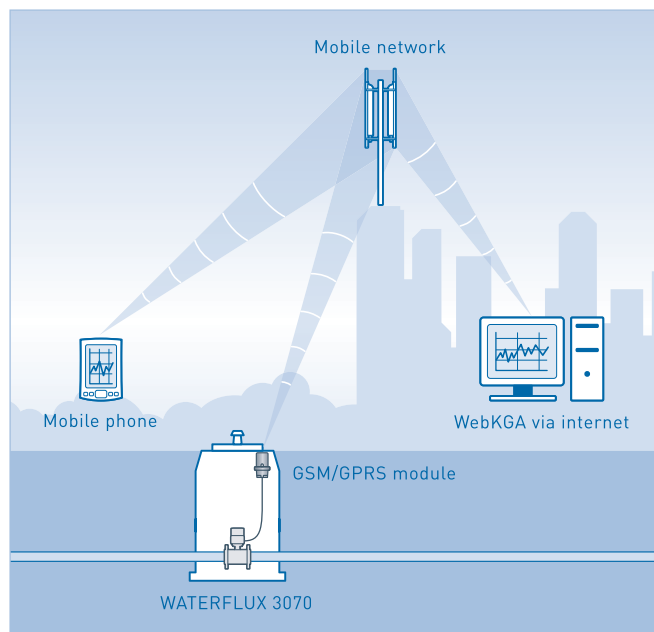 Mobile network
Mobile phone
WebKGA via internet
GSM/GPRS module
WATERFLUX 3070